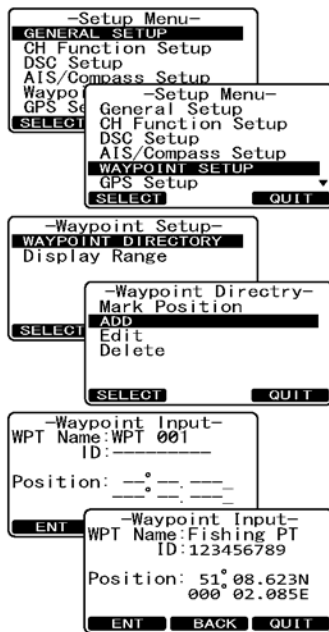 -Setup Menu-
GENERAL SETUP
CH Function Setup
DSC Setup
AIS/Compass Setup
Waypoi
GPS Se
SELECT
-Setup Menu-
General Setup
CH Function Setup
DSC Setup
AIS/Compass Setup
WAYPOINT SETUP
GPS Setup
SELECT QUIT
-Waypoint Setup-
WAYPOINT DIRECTORY
Display Range
SELECT
-Waypoint Directry-
Mark Position
ADD
Edit
Delete
SELECT QUIT
-Waypoint Input-
WPT Name:WPT 001
ID:---------
Position: --°--.---_
---°--.---_
ENT
-Waypoint Input-
WPT Name:Fishing PT
ID:123456789
Position: 51°08.623N
000°02.085E
ENT BACK QUIT